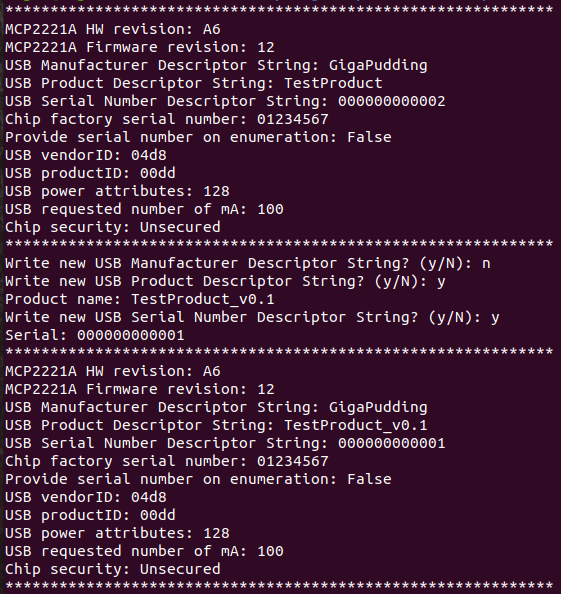 *************************************************************
MCP2221A HW revision: A6
MCP2221A Firmware revision: 12
USB Manufacturer Descriptor String: GigaPudding
USB Product Descriptor String: TestProduct
USB Serial Number Descriptor String: 000000000002
Chip factory serial number: 01234567
Provide serial number on enumeration: False
USB vendorID: 04d8
USB productID: 00dd
USB power attributes: 128
USB requested number of mA: 100
Chip security: Unsecured
*************************************************************
Write new USB Manufacturer Descriptor String? (y/N): n
Write new USB Product Descriptor String? (y/N): y
Product name: TestProduct_v0.1
Write new USB Serial Number Descriptor String? (y/N): y
Serial: 000000000001
*************************************************************
MCP2221A HW revision: A6
MCP2221A Firmware revision: 12
USB Manufacturer Descriptor String: GigaPudding
USB Product Descriptor String: TestProduct_v0.1
USB Serial Number Descriptor String: 000000000001
Chip factory serial number: 01234567
Provide serial number on enumeration: False
USB vendorID: 04d8
USB productID: 00dd
USB power attributes: 128
USB requested number of mA: 100
Chip security: Unsecured
*************************************************************